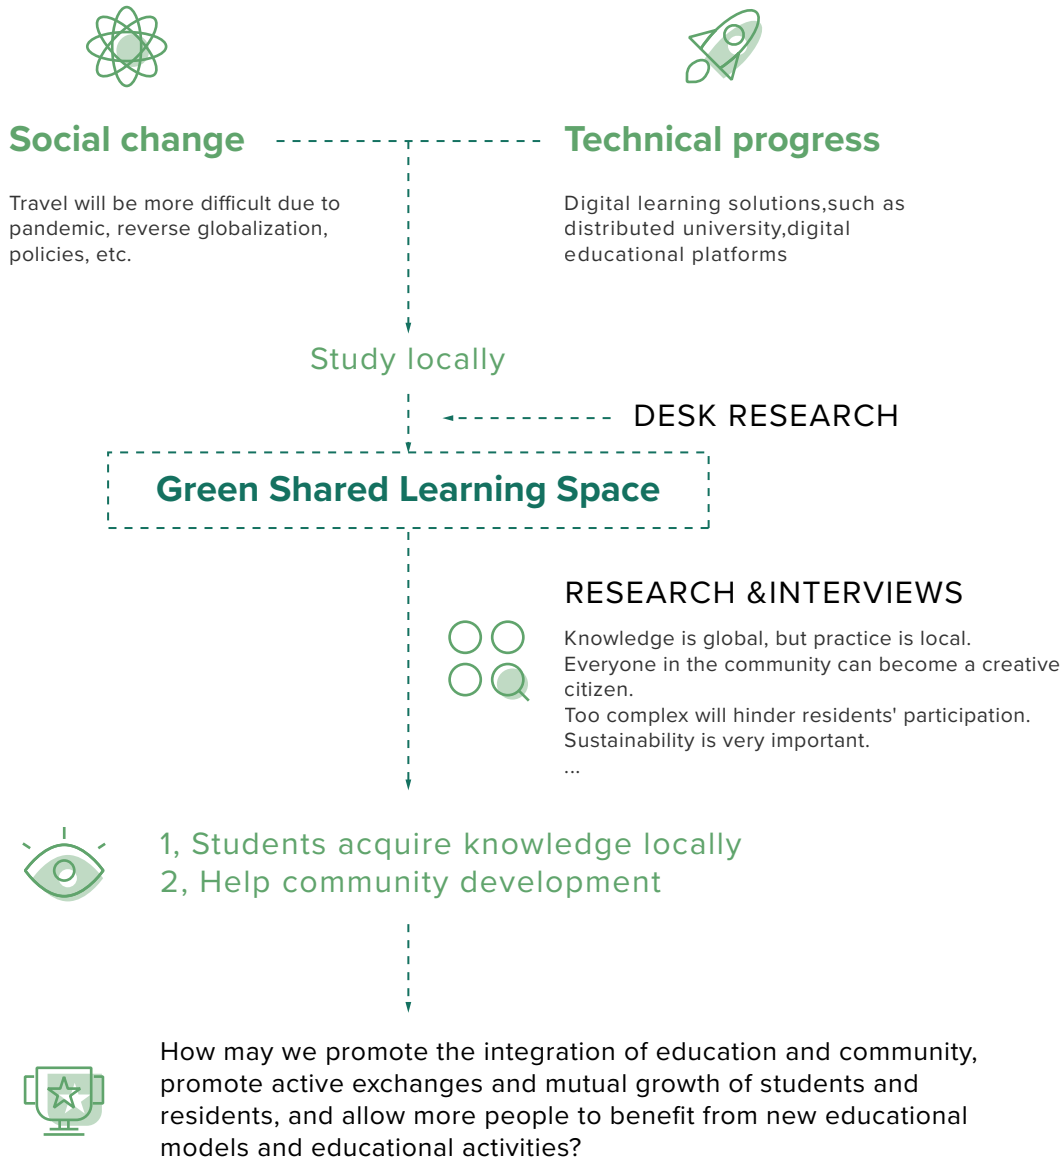 Social change
Technical progress
Travel will be more difficult due to
pandemic, reverse globalization,
policies, etc.
Digital learning solutions,such as
distributed university,digital
educational platforms
Study locally
DESK RESEARCH
Green Shared Learning Space
RESEARCH &INTERVIEWS
Knowledge is global, but practice is local.
Everyone in the community can become a creative
citizen.
Too complex will hinder residents' participation.
Sustainability is very important.
...
1, Students acquire knowledge locally
2, Help community development
How may we promote the integration of education and community,
promote active exchanges and mutual growth of students and
residents, and allow more people to benefit from new educational
models and educational activities?